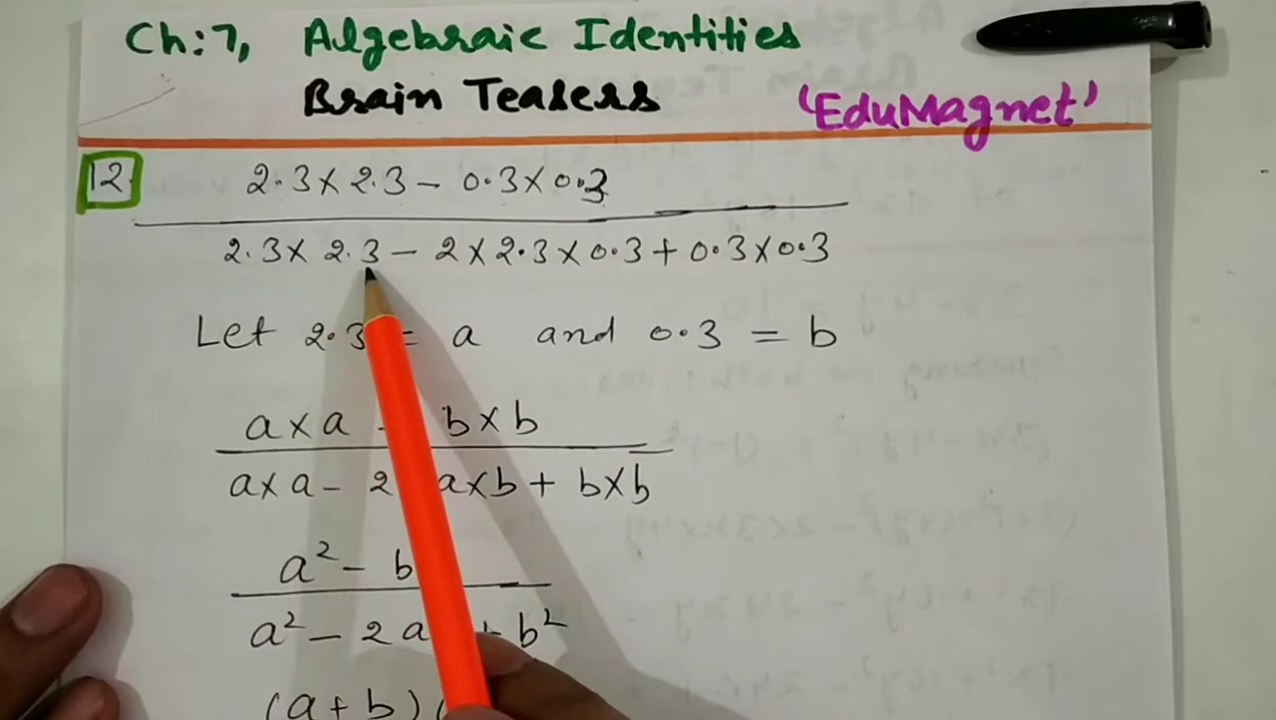 Ch:7, Algebraic Identities
Brain Teasers 'EduMagnet'
12 2.3×2.3 - 0.3×0.3
2.3× 2.3 - 2×2.3×0.3+0.3×0.3
Let 2.3 = a and 0.3 = b
a×a - b×b
a×a - 2 a×b + b×b
a² - b
a² - 2a + b²
(a+b)(